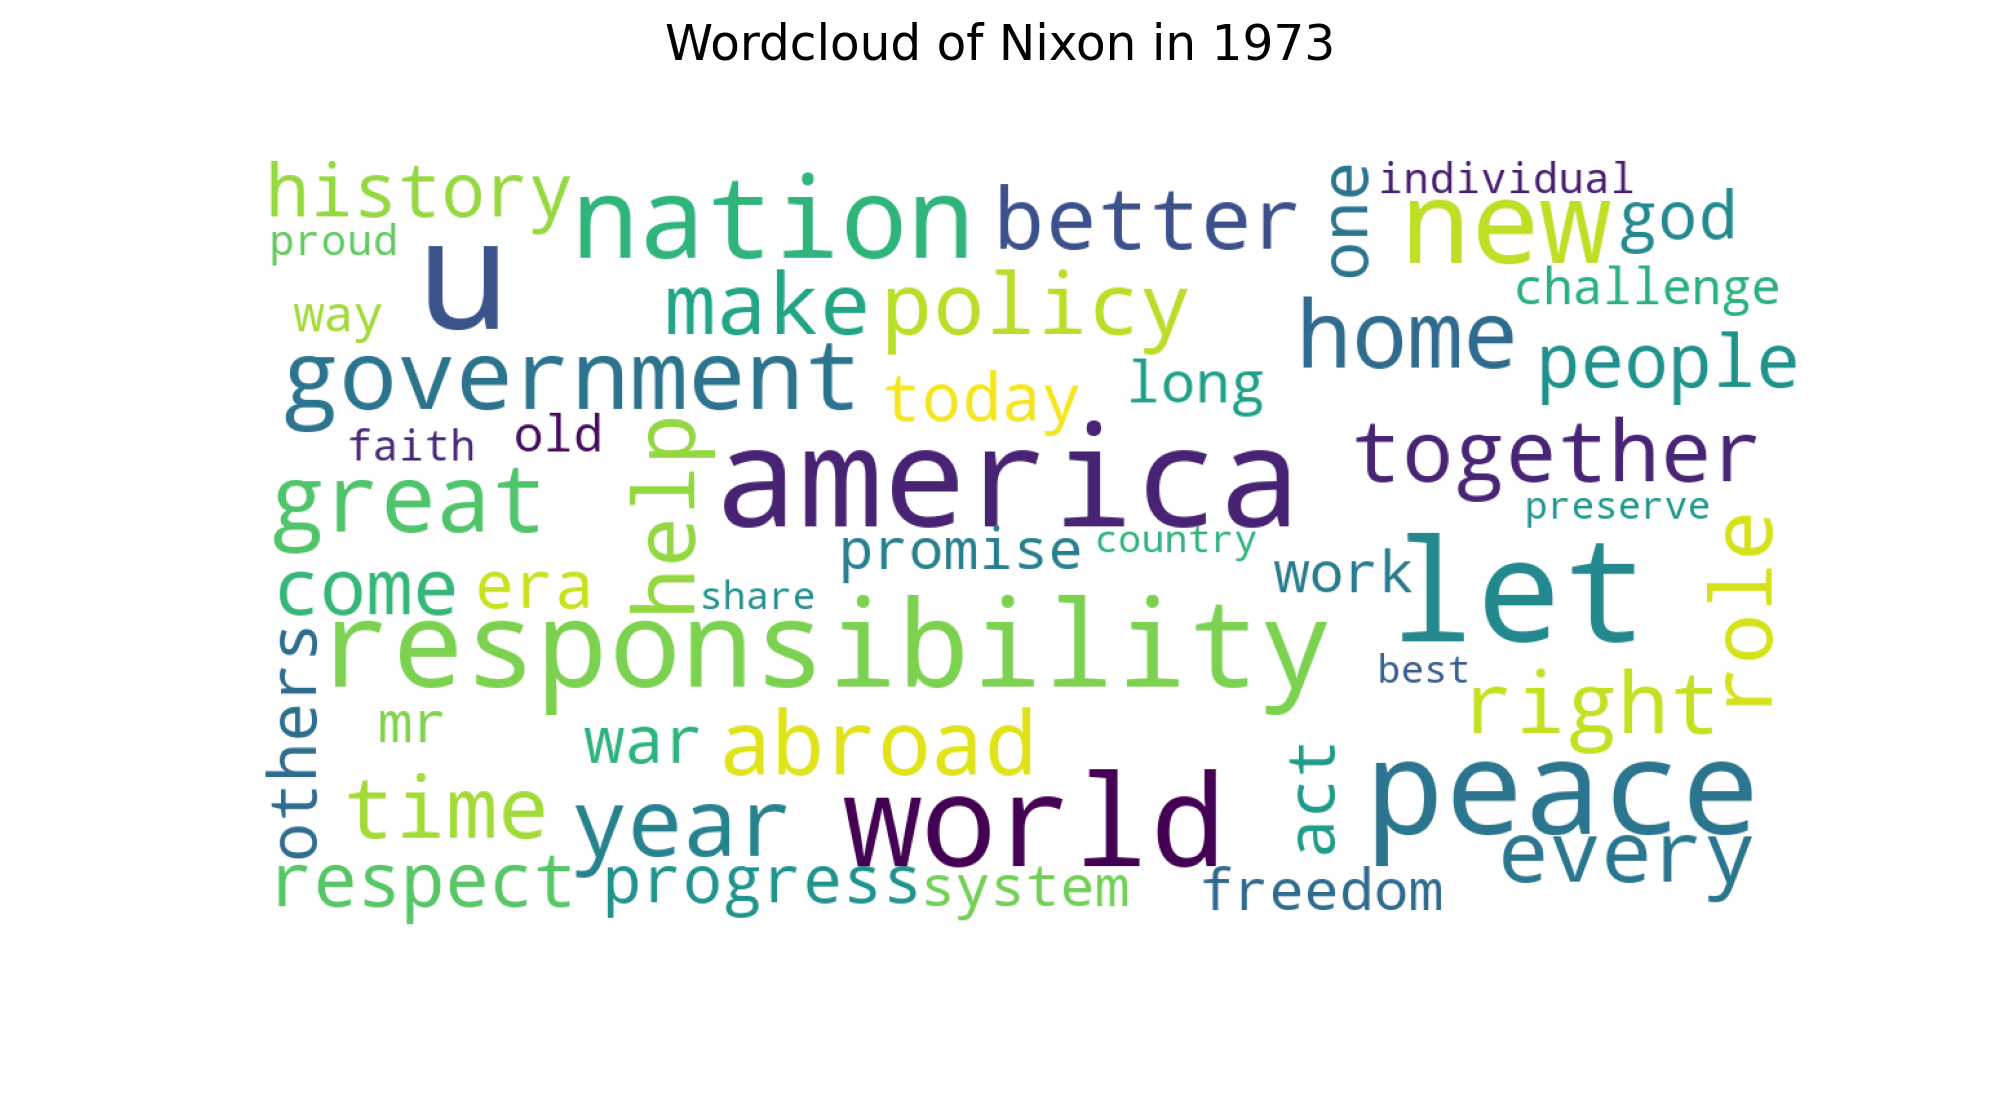 Wordcloud of Nixon in 1973
history
nation
better
one
individual
new
god
proud
u
way
make
policy
home
challenge
people
government
today
long
faith
old
help
america
together
preserve
great
promise
country
work
let
role
come
era
share
others
responsibility
best
right
mr
war
abroad
act
peace
time
year
world
every
respect
progress
system
freedom